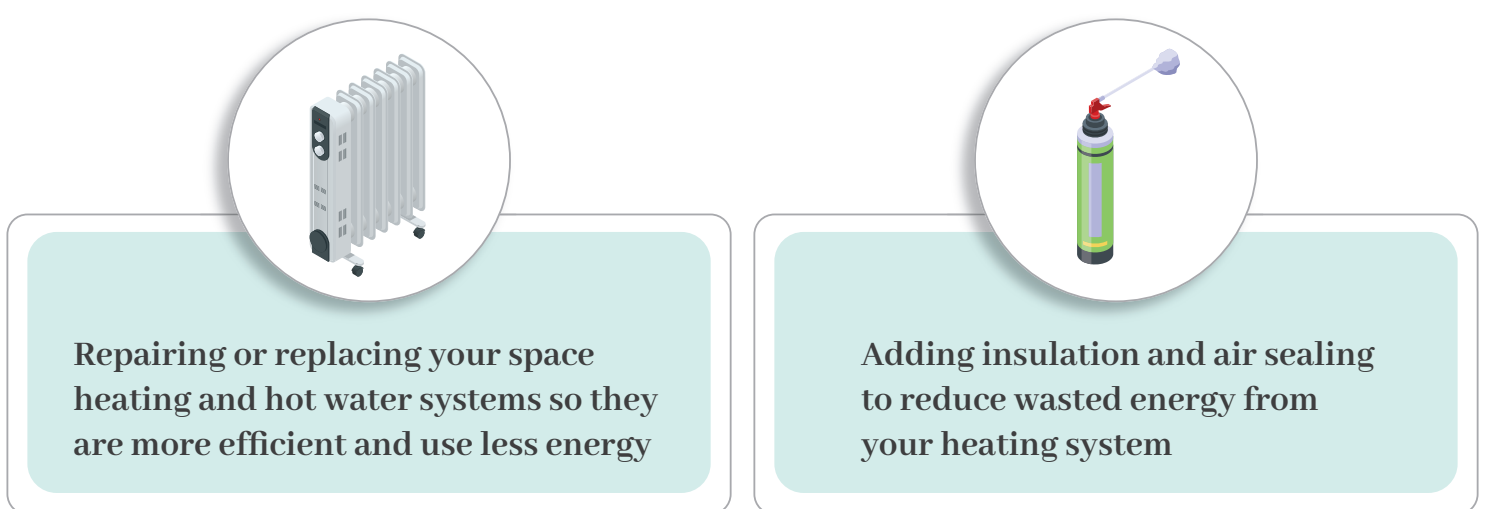 Repairing or replacing your space
heating and hot water systems so they
are more efficient and use less energy
Adding insulation and air sealing
to reduce wasted energy from
your heating system